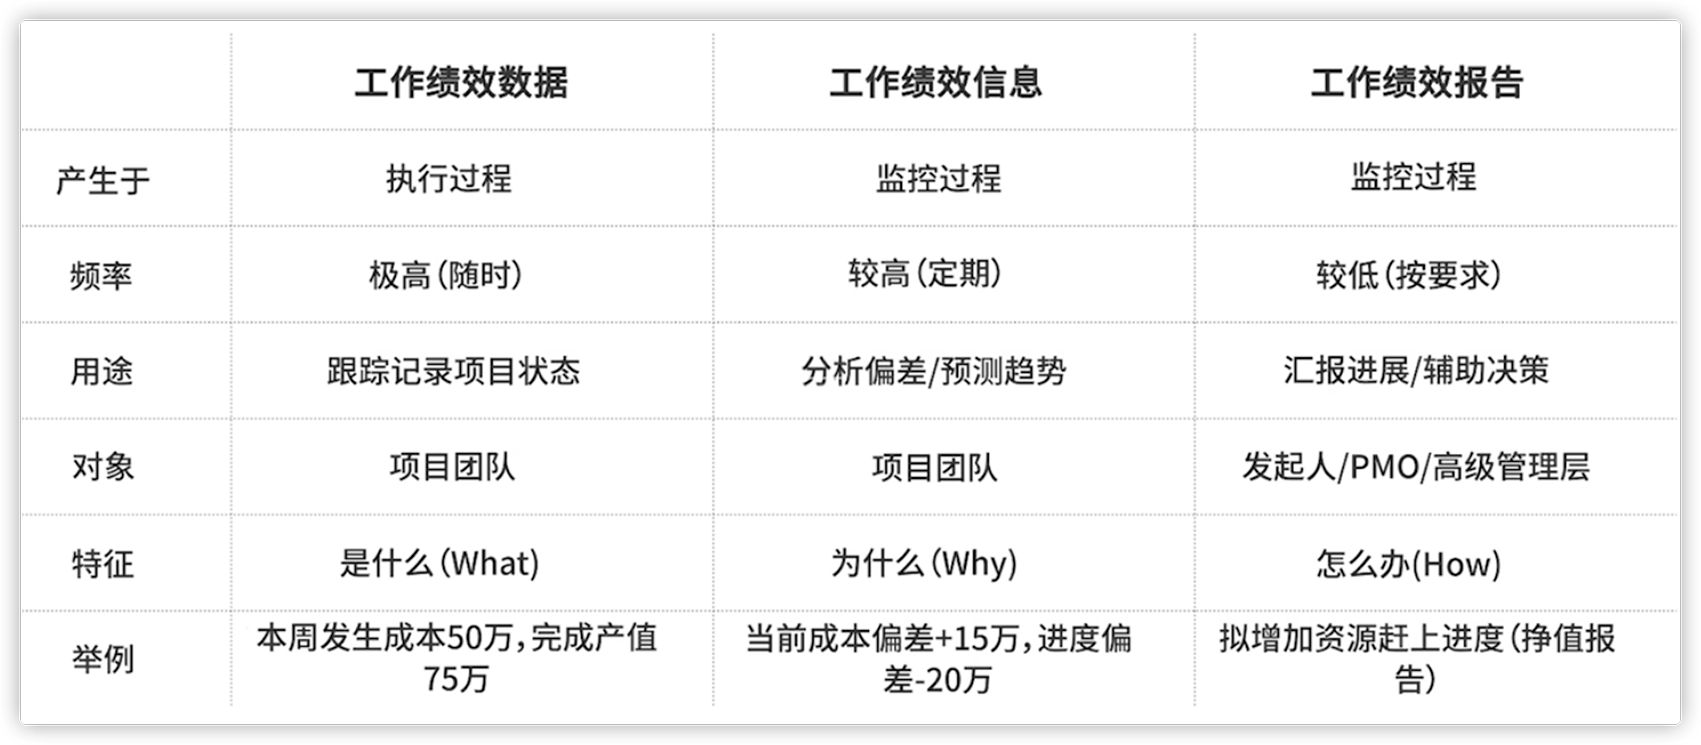 工作绩效数据 工作绩效信息 工作绩效报告
产生于 执行过程 监控过程 监控过程
频率 极高(随时) 较高(定期) 较低(按要求)
用途 跟踪记录项目状态 分析偏差/预测趋势 汇报进展/辅助决策
对象 项目团队 项目团队 发起人/PMO/高级管理层
特征 是什么(What) 为什么(Why) 怎么办(How)
举例 本周发生成本50万,完成产值 当前成本偏差+15万,进度偏 拟增加资源赶上进度(挣值报
75万 差-20万 告)